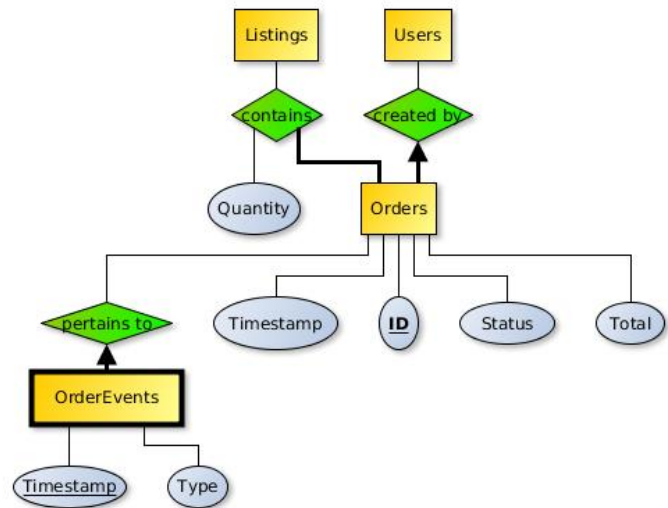 Listings
Users
contains
created by
Quantity
Orders
pertains to
Timestamp
ID
Status
Total
OrderEvents
Timestamp
Type